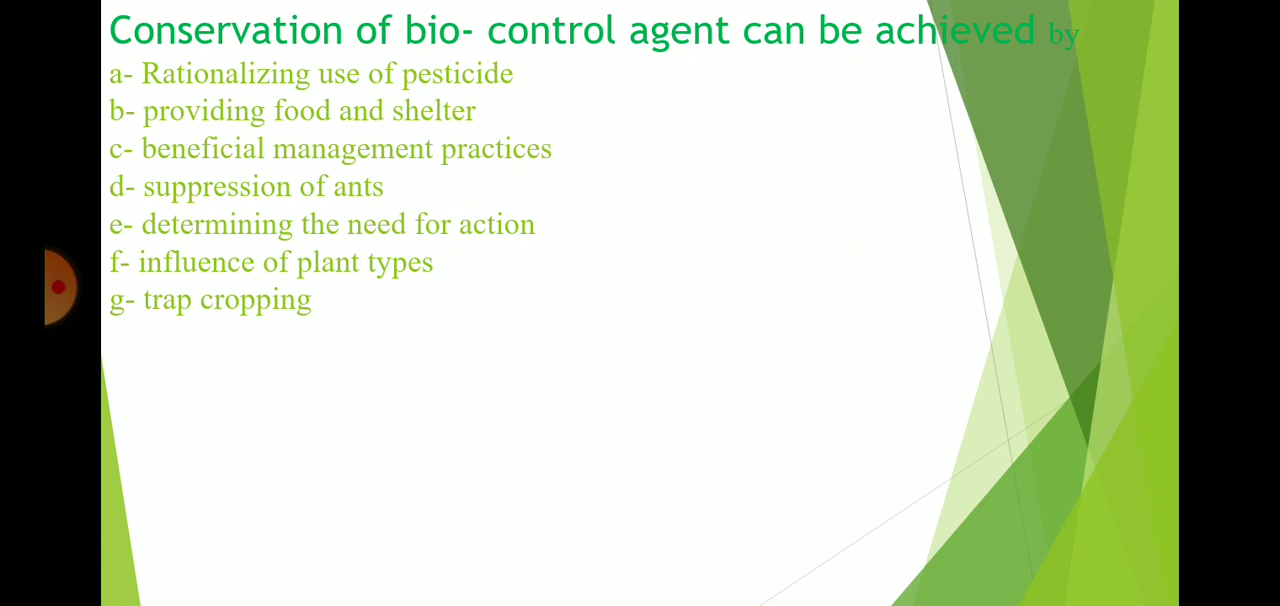 Conservation of bio- control agent can be achieved by
a- Rationalizing use of pesticide
b- providing food and shelter
c- beneficial management practices
d- suppression of ants
e- determining the need for action
f- influence of plant types
g- trap cropping